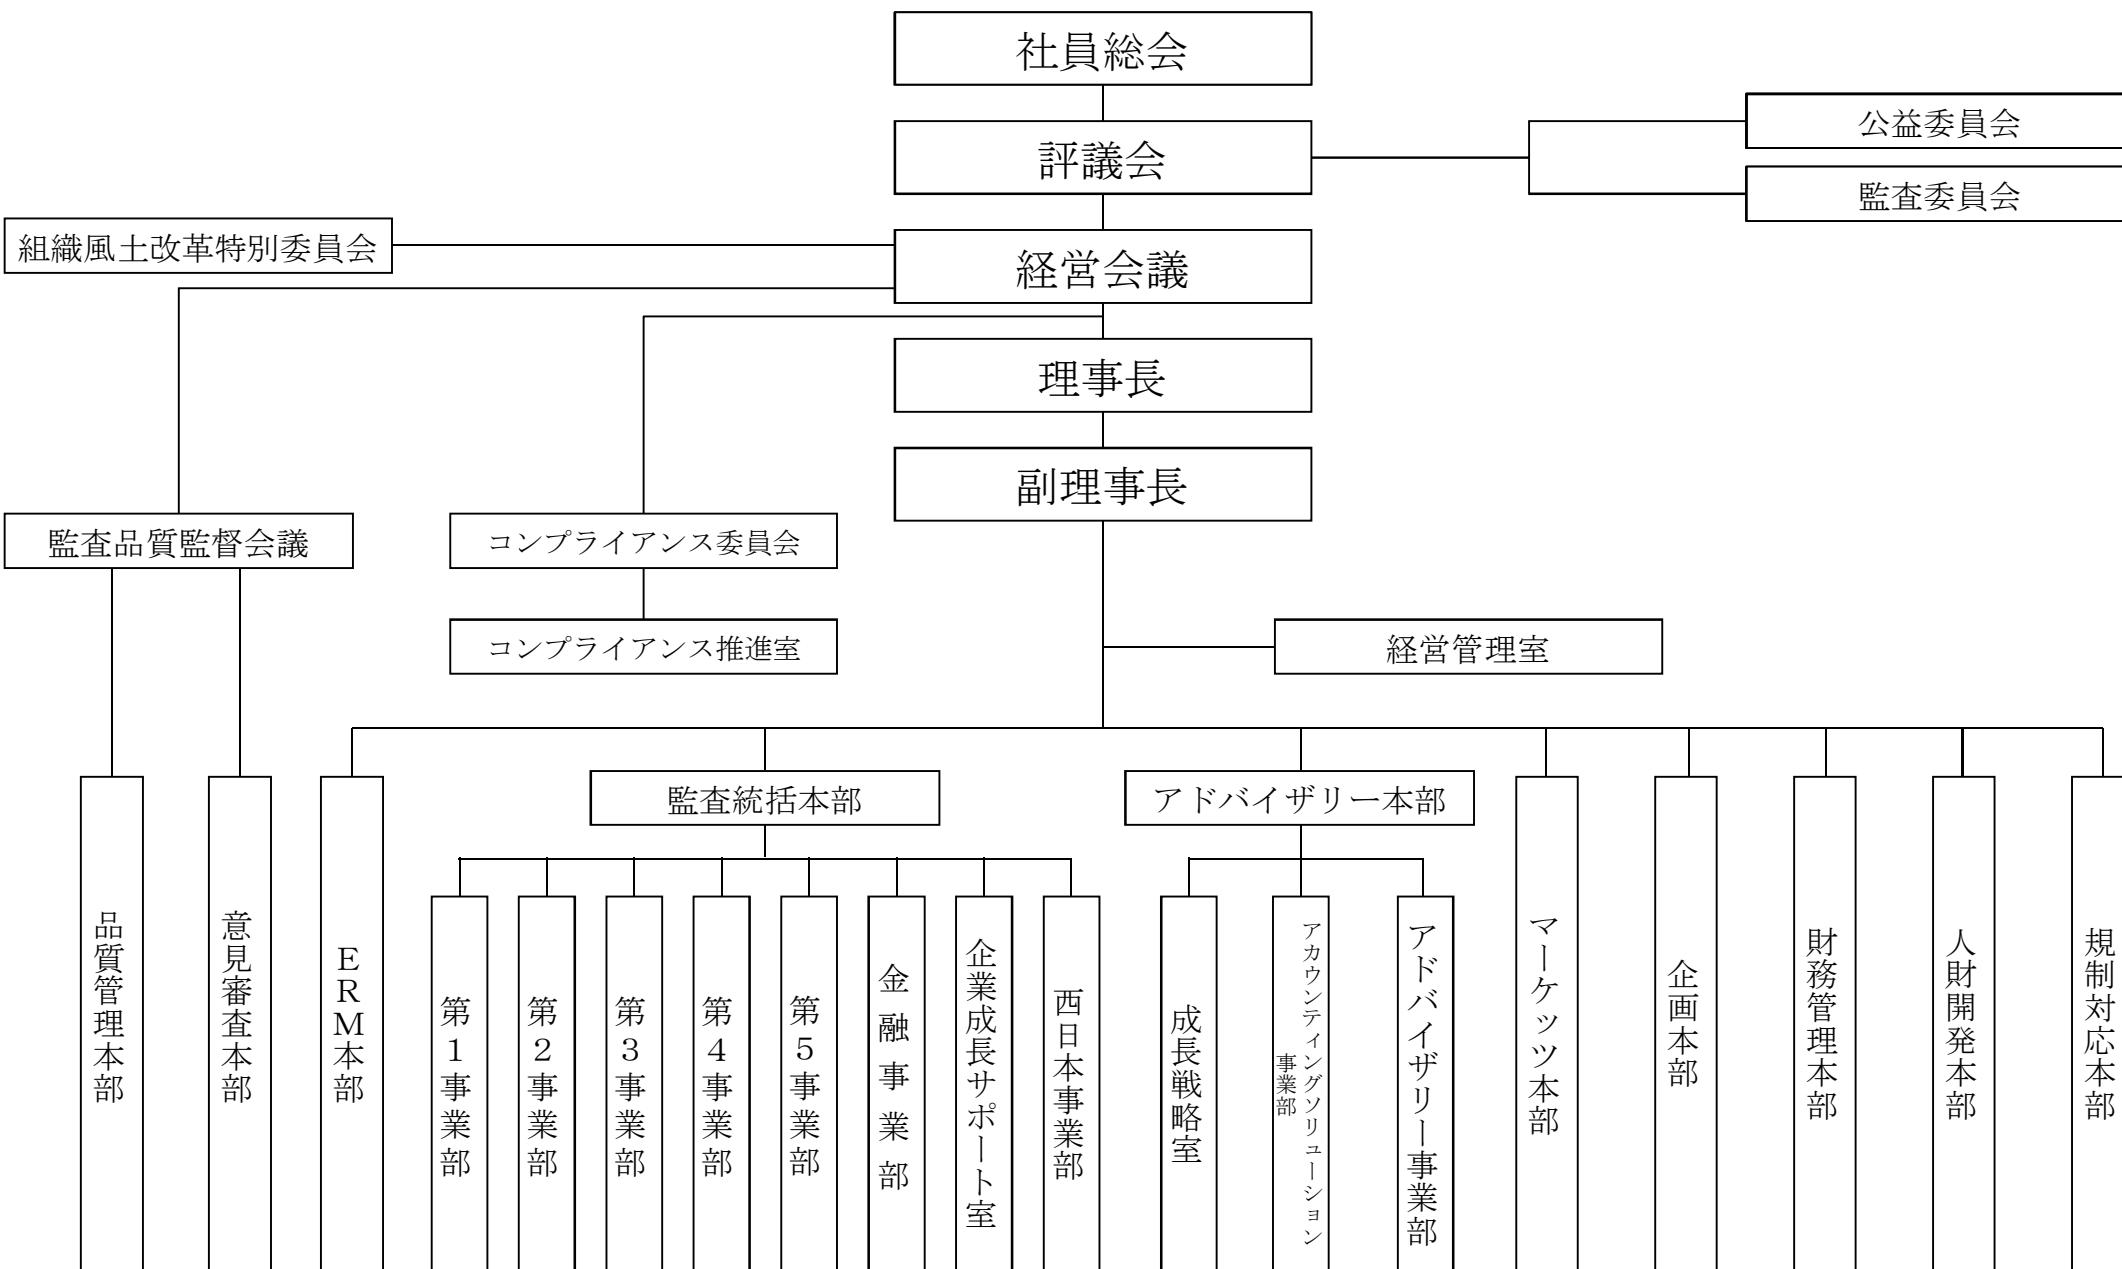 社員総会
公益委員会
評議会
監査委員会
組織風土改革特別委員会
経営会議
理事長
副理事長
監査品質監督会議
コンプライアンス委員会
コンプライアンス推進室
経営管理室
監査統括本部
アドバイザリー本部
品質管理本部
意見審査本部
ERM本部
第1事業部
第2事業部
第3事業部
第4事業部
第5事業部
金融事業部
企業成長サポート室
西日本事業部
成長戦略室
アカウンティングソリューション
事業部
アドバイザリー事業部
マーケッツ本部
企画本部
財務管理本部
人財開発本部
規制対応本部